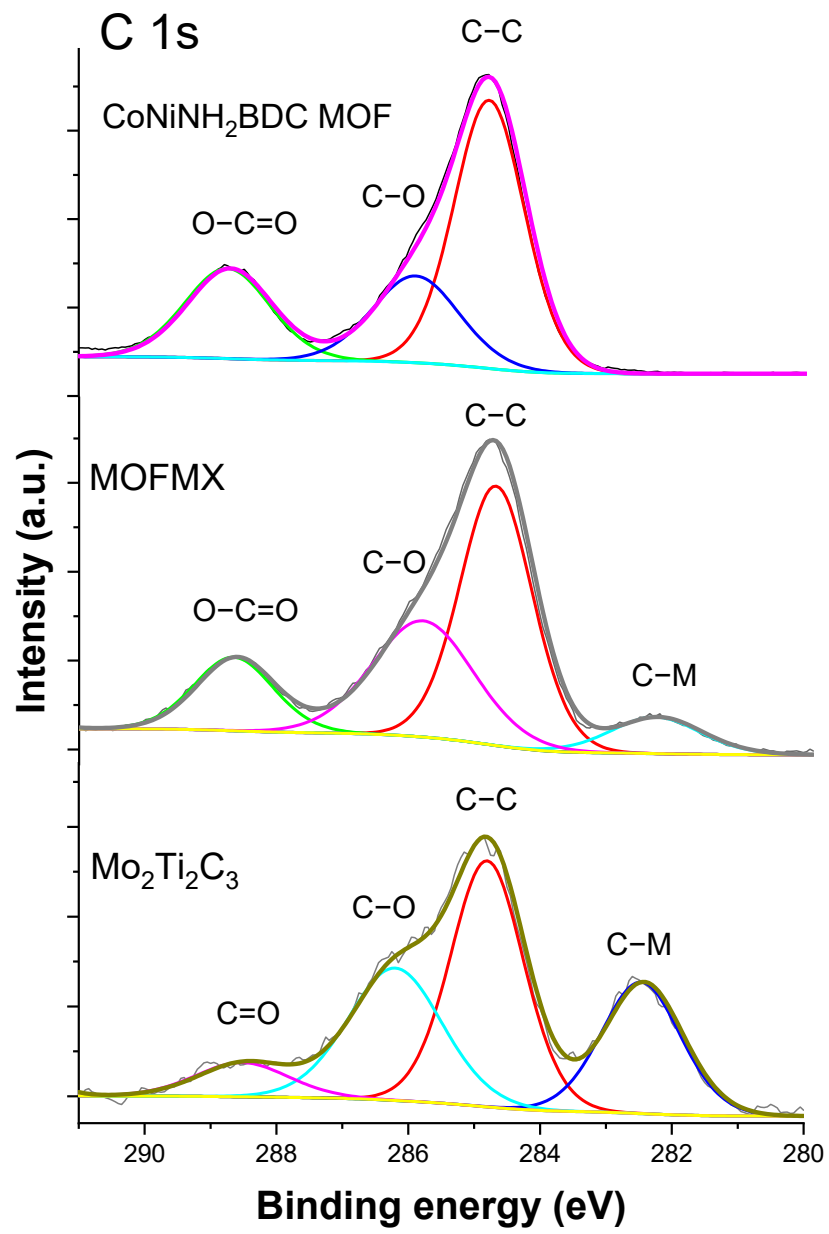 C 1s
C−C
CoNiNH₂BDC MOF
C−O
O−C=O
C−C
MOFMX
C−O
O−C=O
C−M
C−C
Mo₂Ti₂C₃
C−O
C−M
C=O
Intensity (a.u.)
290 288 286 284 282 280
Binding energy (eV)